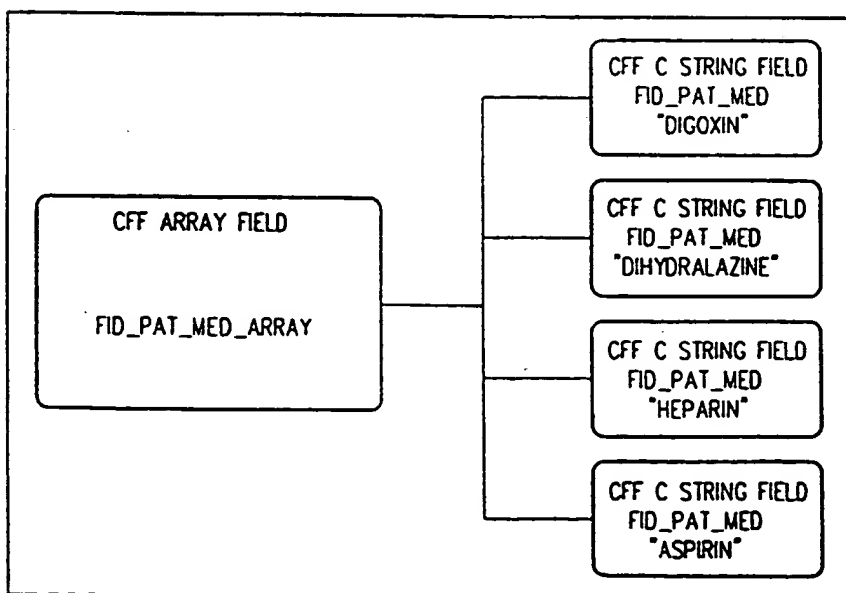 CFF C STRING FIELD
FID_PAT_MED
"DIGOXIN"
CFF ARRAY FIELD
FID_PAT_MED_ARRAY
CFF C STRING FIELD
FID_PAT_MED
"DIHYDRALAZINE"
CFF C STRING FIELD
FID_PAT_MED
"HEPARIN"
CFF C STRING FIELD
FID_PAT_MED
"ASPIRIN"